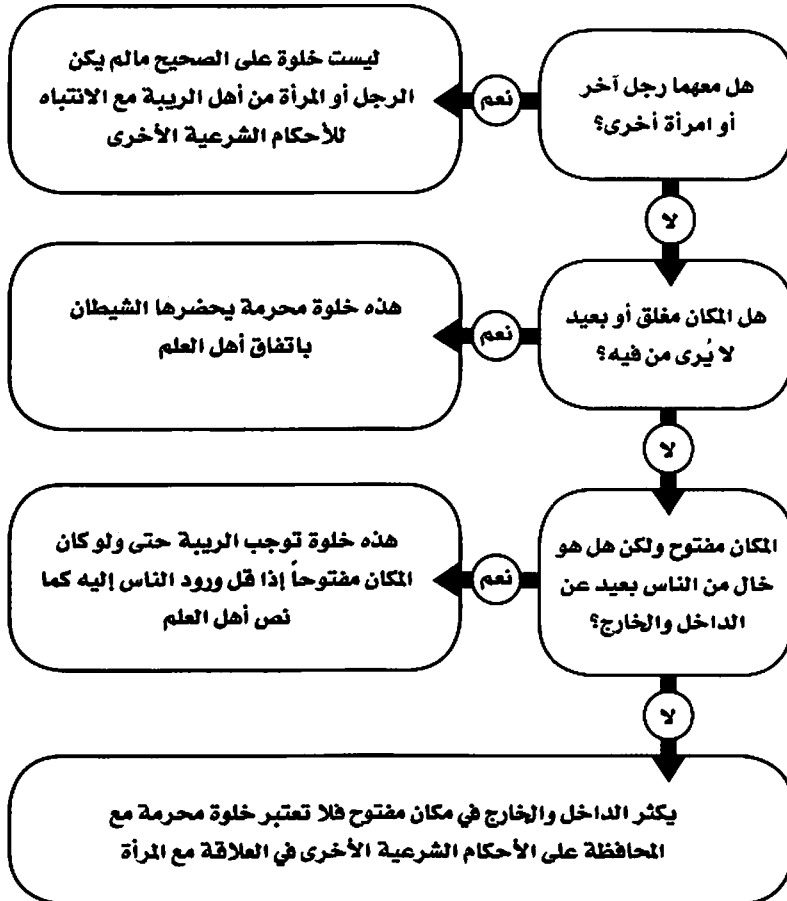 هل معهما رجل آخر
أو امرأة أخرى؟
نعم
ليست خلوة على الصحيح مالم يكن
الرجل أو المرأة من أهل الريبة مع الانتباه
للأحكام الشرعية الأخرى
لا
هل المكان مغلق أو بعيد
لا يُرى من فيه؟
نعم
هذه خلوة محرمة يحضرها الشيطان
باتفاق أهل العلم
لا
المكان مفتوح ولكن هل هو
خال من الناس بعيد عن
الداخل والخارج؟
نعم
هذه خلوة توجب الريبة حتى ولو كان
المكان مفتوحاً إذا قل ورود الناس إليه كما
نص أهل العلم
لا
يكثر الداخل والخارج في مكان مفتوح فلا تعتبر خلوة محرمة مع
المحافظة على الأحكام الشرعية الأخرى في العلاقة مع المرأة